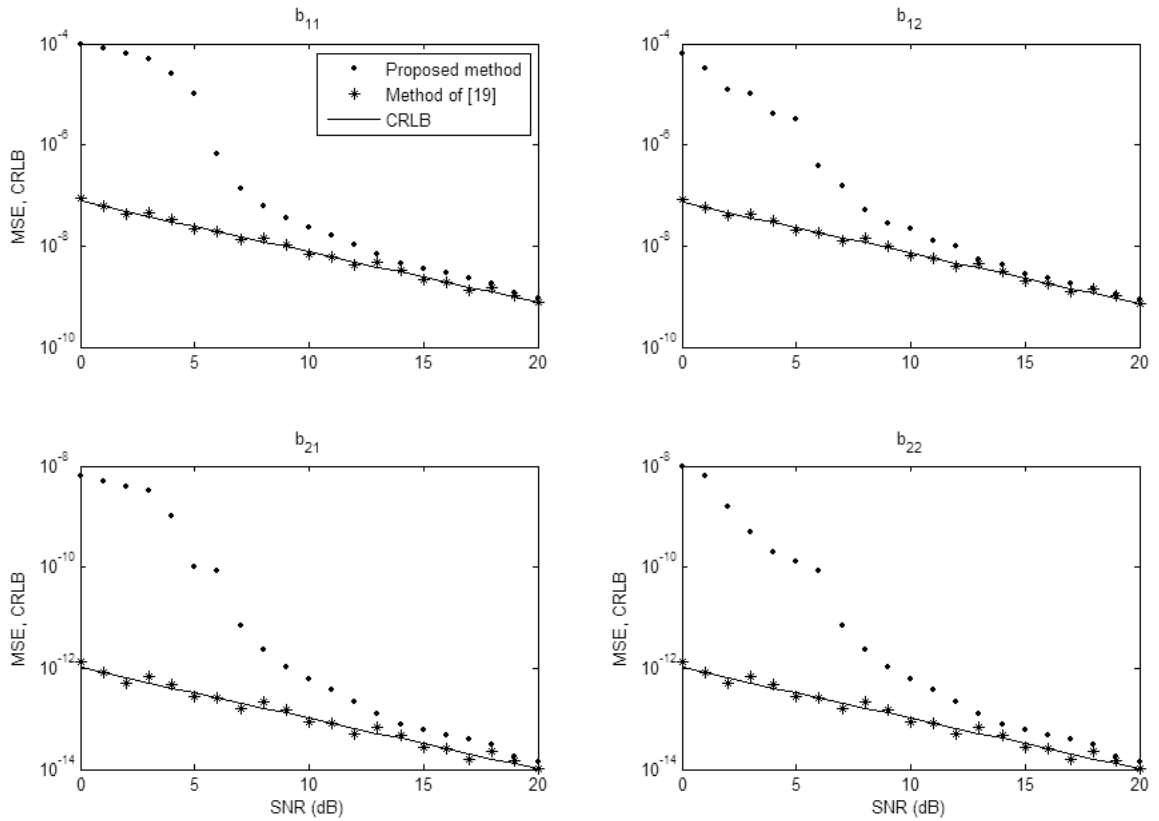 b11
b12
MSE, CRLB
10^-4
10^-6
10^-8
10^-10
0 5 10 15 20
Proposed method
Method of [19]
CRLB
10^-4
10^-6
10^-8
10^-10
0 5 10 15 20
MSE, CRLB
b21
b22
MSE, CRLB
10^-8
10^-10
10^-12
10^-14
0 5 10 15 20
SNR (dB)
MSE, CRLB
10^-8
10^-10
10^-12
10^-14
0 5 10 15 20
SNR (dB)